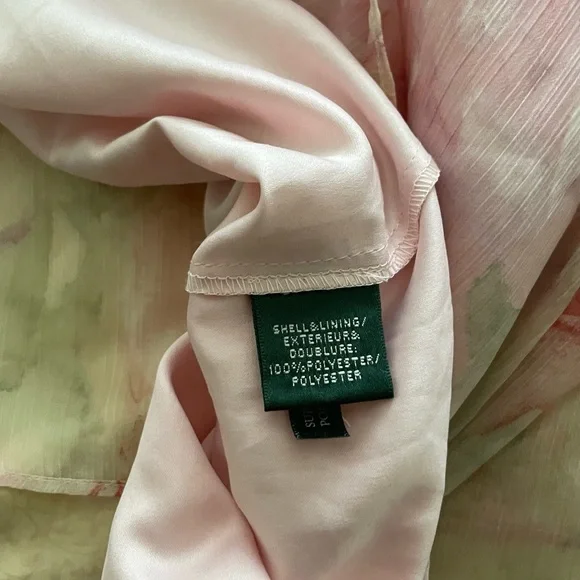 SHELL&LINING/
EXTERIEUR&
DOUBLURE:
100%POLYESTER/
POLYESTER